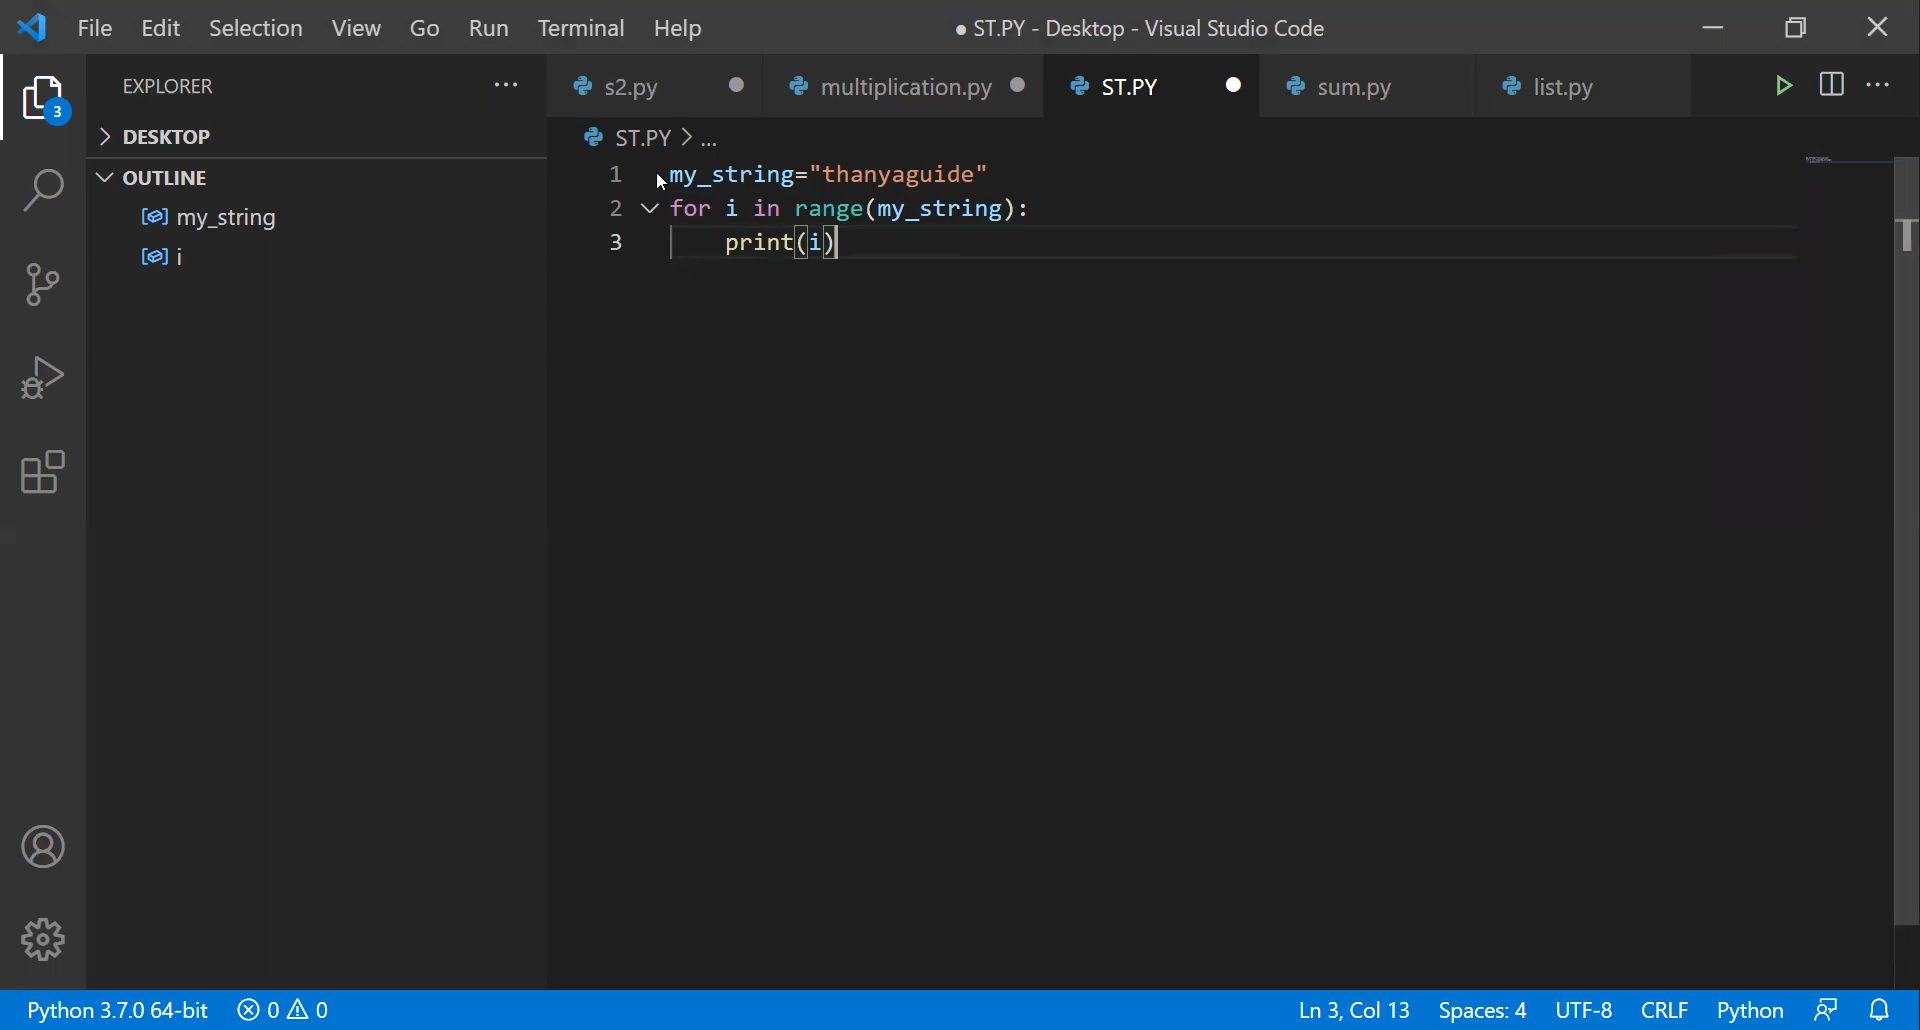 File Edit Selection View Go Run Terminal Help ● ST.PY - Desktop - Visual Studio Code
EXPLORER ··· s2.py multiplication.py ST.PY sum.py list.py ···
3
DESKTOP
ST.PY > ...
OUTLINE
my_string
i
1 my_string="thanyaguide"
2 for i in range(my_string):
3 print(i)
Python 3.7.0 64-bit 0 0 Ln 3, Col 13 Spaces: 4 UTF-8 CRLF Python